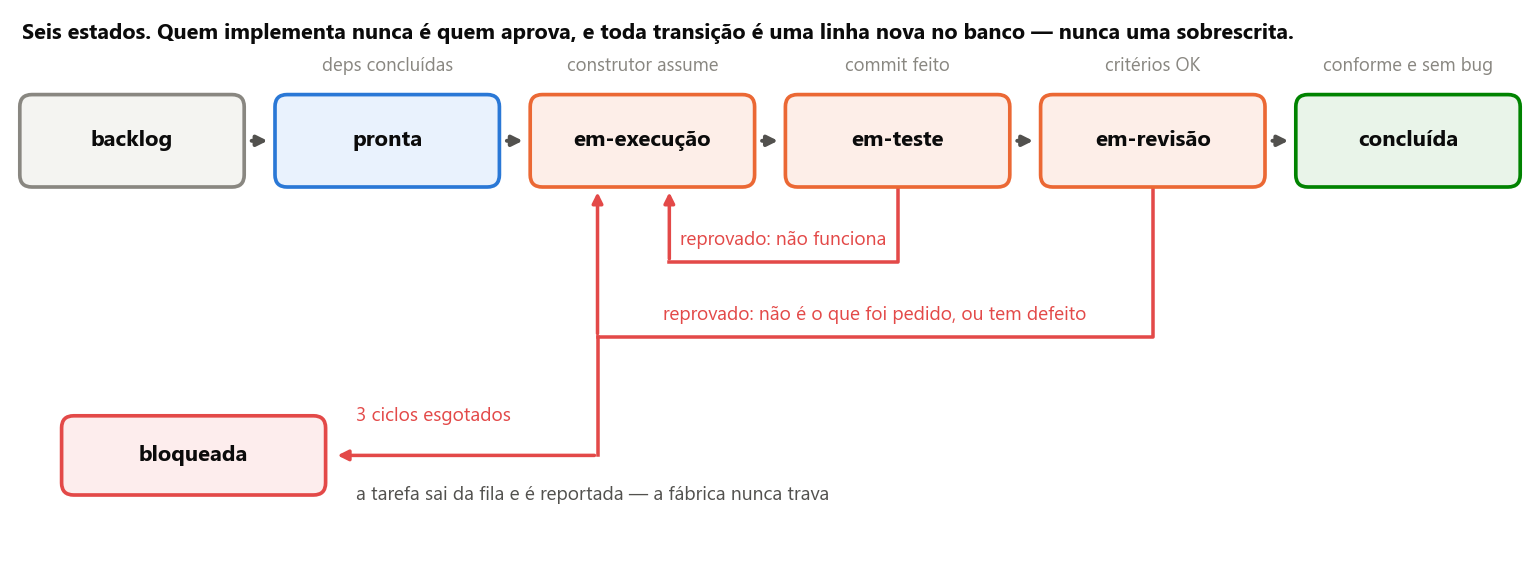 Seis estados. Quem implementa nunca é quem aprova, e toda transição é uma linha nova no banco — nunca uma sobrescrita.
deps concluídas
construtor assume
commit feito
critérios OK
conforme e sem bug
backlog
pronta
em-execução
em-teste
em-revisão
concluída
reprovado: não funciona
reprovado: não é o que foi pedido, ou tem defeito
3 ciclos esgotados
bloqueada
a tarefa sai da fila e é reportada — a fábrica nunca trava